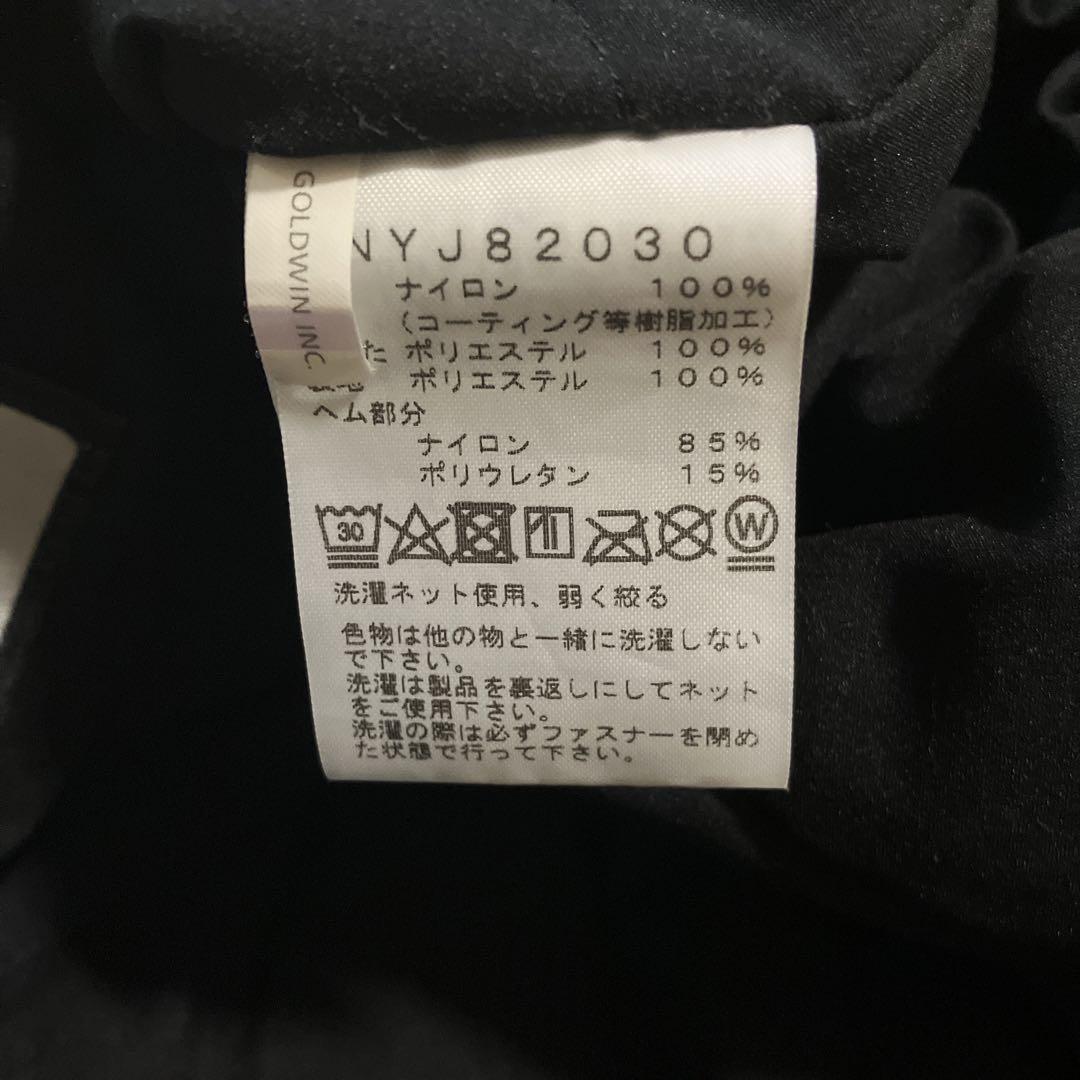 GOLDWIN INC.
NYJ82030
ナイロン 100%
(コーティング等樹脂加工)
た ポリエステル 100%
地 ポリエステル 100%
ヘム部分
ナイロン 85%
ポリウレタン 15%
30 W
洗濯ネット使用、弱く絞る
色物は他の物と一緒に洗濯しない
で下さい。
洗濯は製品を裏返しにしてネット
をご使用下さい。
洗濯の際は必ずファスナーを閉め
た状態で行って下さい。